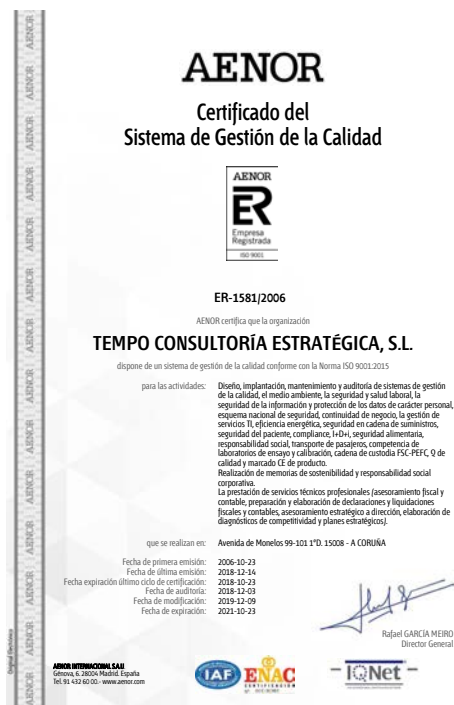 AENOR
Certificado del
Sistema de Gestión de la Calidad
AENOR
ER
Empresa
Registrada
ISO 9001
ER-1581/2006
AENOR certifica que la organización
TEMPO CONSULTORÍA ESTRATÉGICA, S.L.
dispone de un sistema de gestión de la calidad conforme con la Norma ISO 9001:2015
para las actividades: Diseño, implantación, mantenimiento y auditoría de sistemas de gestión
de la calidad, el medio ambiente, la seguridad y salud laboral, la
seguridad de la información y protección de los datos de carácter personal,
esquema nacional de seguridad, continuidad de negocio, la gestión de
servicios TI, eficiencia energética, seguridad en cadena de suministros,
seguridad del paciente, compliance, I+D+i, seguridad alimentaria,
responsabilidad social, transporte de pasajeros, competencia de
laboratorios de ensayo y calibración, cadena de custodia FSC-PEFC, Q de
calidad y marcado CE de producto.
Realización de memorias de sostenibilidad y responsabilidad social
corporativa.
La prestación de servicios técnicos profesionales (asesoramiento fiscal y
contable, preparación y elaboración de declaraciones y liquidaciones
fiscales y contables, asesoramiento estratégico a dirección, elaboración de
diagnósticos de competitividad y planes estratégicos).
que se realizan en: Avenida de Monelos 99-101 1ºD. 15008 - A CORUÑA
Fecha de primera emisión: 2006-10-23
Fecha de última emisión: 2018-12-14
Fecha expiración último ciclo de certificación: 2018-10-23
Fecha de auditoría: 2018-12-03
Fecha de modificación: 2019-12-09
Fecha de expiración: 2021-10-23
Rafael GARCÍA MEIRO
Director General
Original Electrónico
AENOR INTERNACIONAL S.A.U.
Génova, 6. 28004 Madrid. España
Tel. 91 432 60 00.- www.aenor.com
IAF
ENAC
CERTIFICACIÓN
IQNet